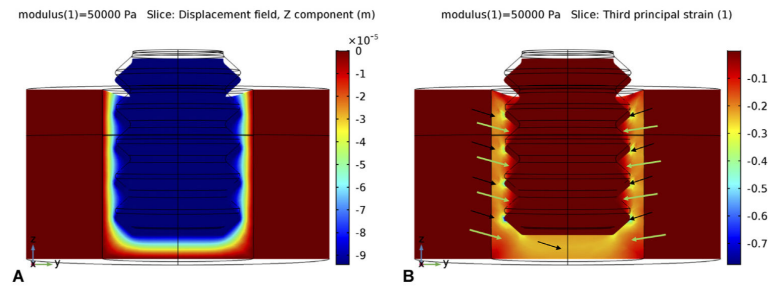 modulus(1)=50000 Pa Slice: Displacement field, Z component (m)
×10⁻⁵
0
-1
-2
-3
-4
-5
-6
-7
-8
-9
z
x
y
A
modulus(1)=50000 Pa Slice: Third principal strain (1)
-0.1
-0.2
-0.3
-0.4
-0.5
-0.6
-0.7
z
x
y
B